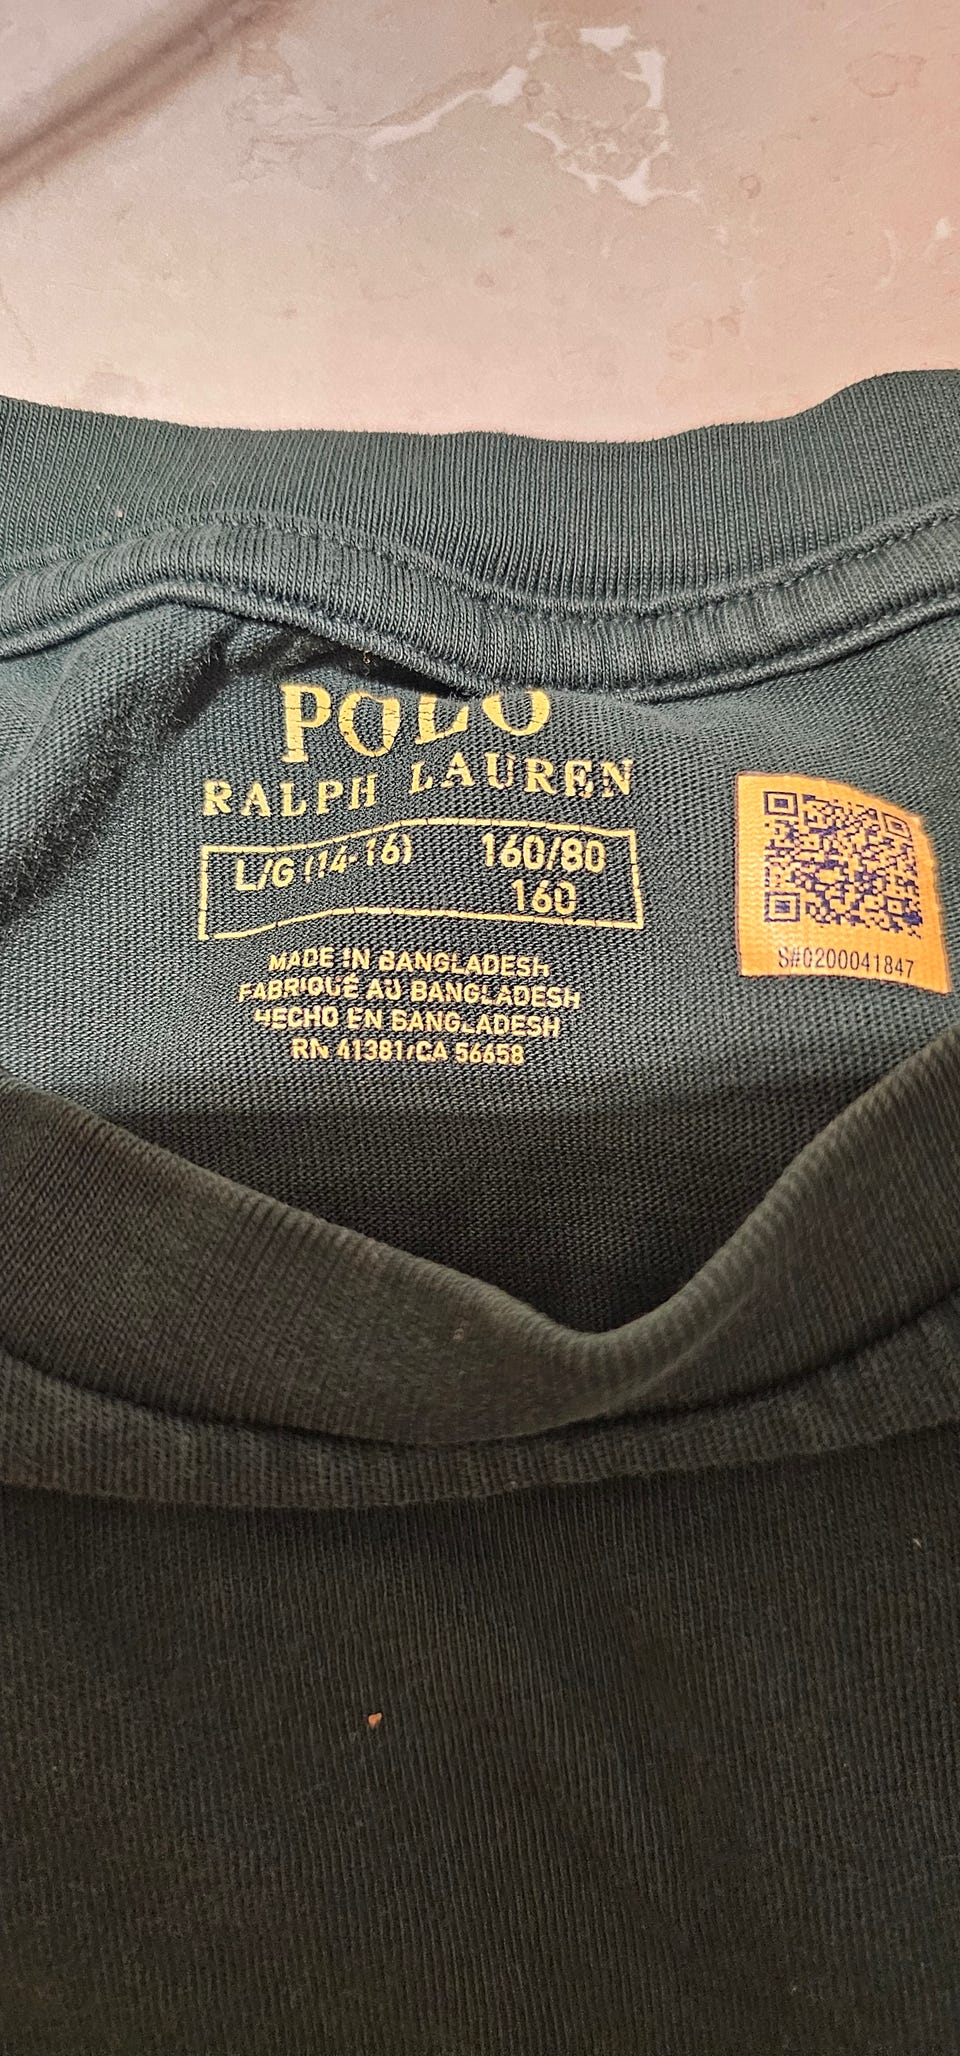 POLO
RALPH LAUREN
L/G (14-16) 160/80
160
MADE IN BANGLADESH
FABRIQUÉ AU BANGLADESH
HECHO EN BANGLADESH
RN 41381/CA 56658
S#0200041847